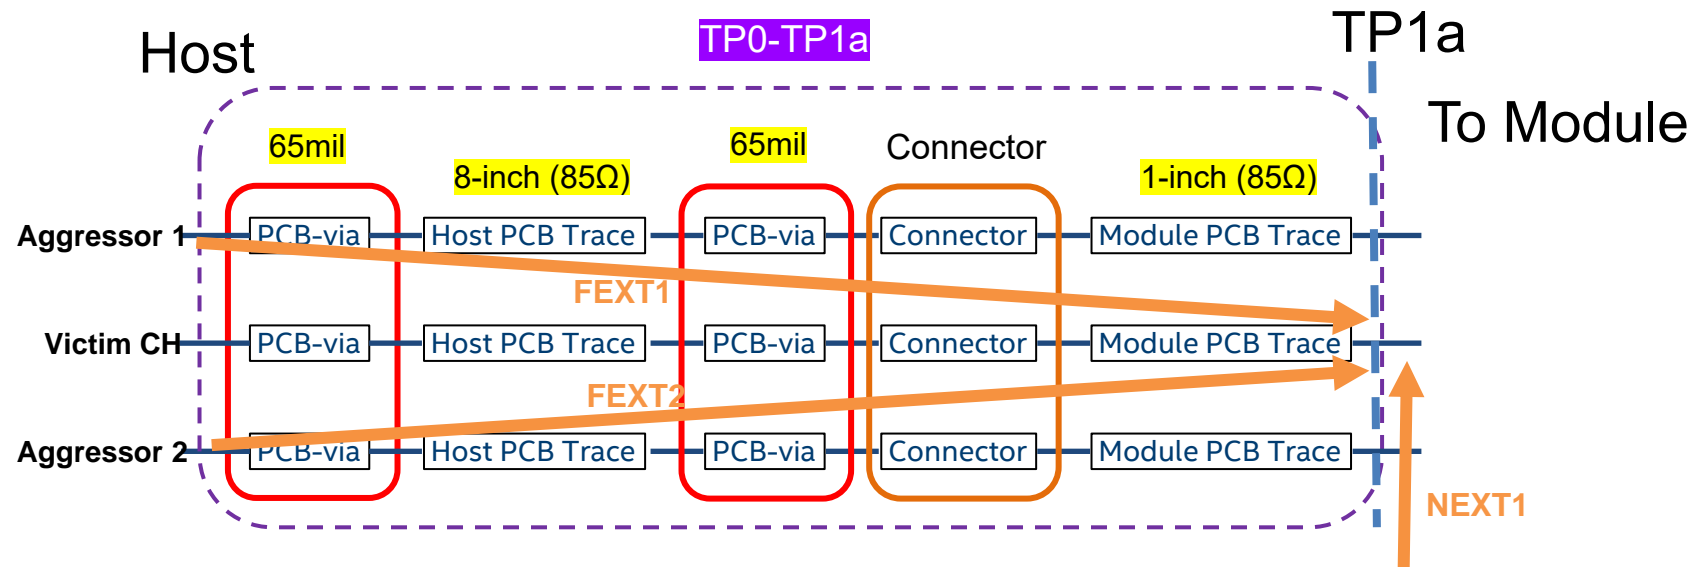 Host
TP0-TP1a
TP1a
To Module
65mil
8-inch (85Ω)
65mil
Connector
1-inch (85Ω)
Aggressor 1
PCB-via
Host PCB Trace
PCB-via
Connector
Module PCB Trace
FEXT1
Victim CH
PCB-via
Host PCB Trace
PCB-via
Connector
Module PCB Trace
FEXT2
Aggressor 2
PCB-via
Host PCB Trace
PCB-via
Connector
Module PCB Trace
NEXT1